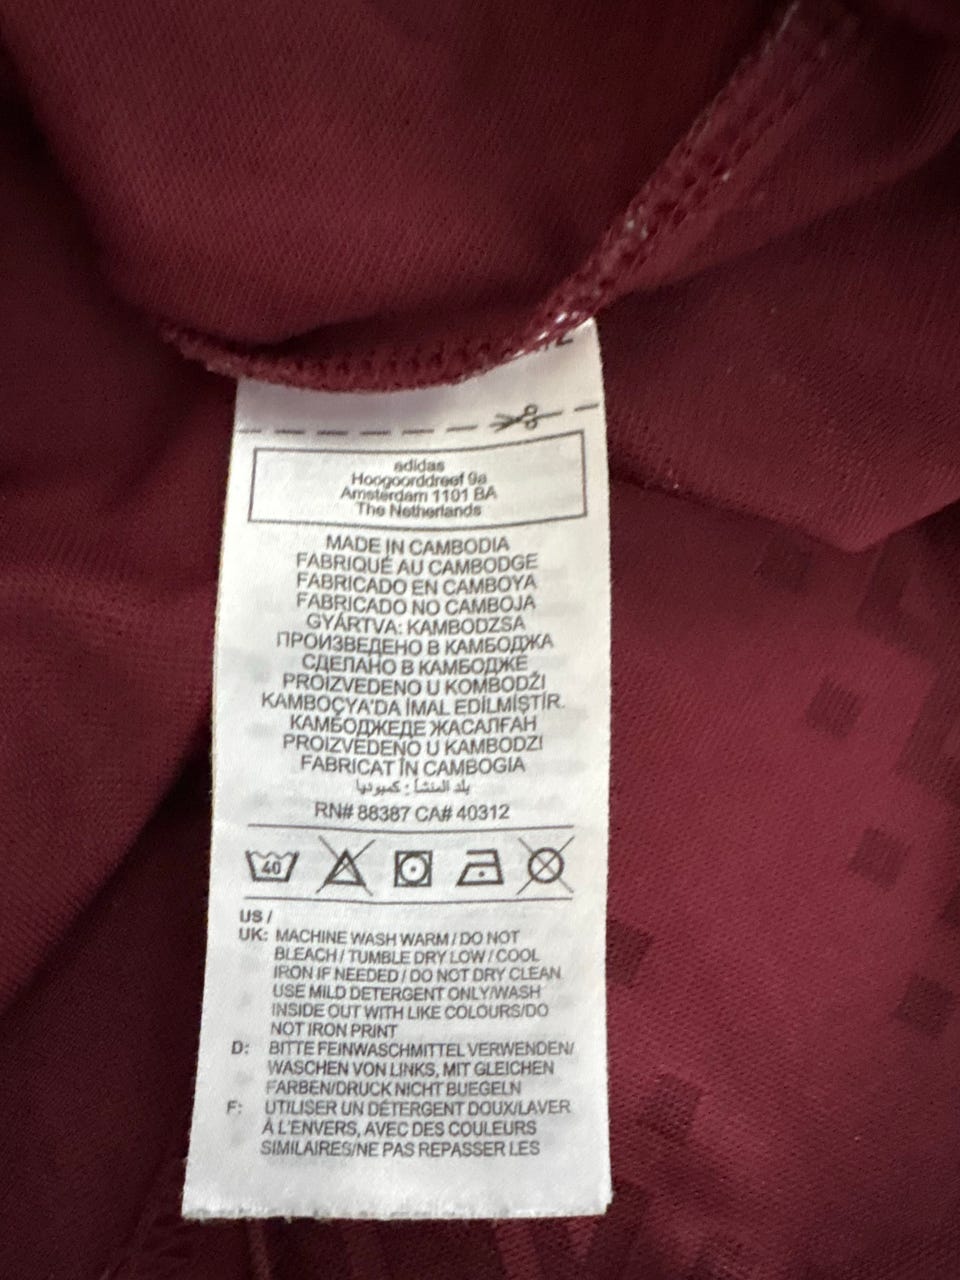 adidas
Hoogoorddreef 9a
Amsterdam 1101 BA
The Netherlands
MADE IN CAMBODIA
FABRIQUÉ AU CAMBODGE
FABRICADO EN CAMBOYA
FABRICADO NO CAMBOJA
GYÁRTVA: KAMBODZSA
ПРОИЗВЕДЕНО В КАМБОДЖА
СДЕЛАНО В КАМБОДЖЕ
PROIZVEDENO U KOMBODŽI
KAMBOÇYA'DA İMAL EDİLMİŞTİR.
КАМБОДЖЕДЕ ЖАСАЛҒАН
PROIZVEDENO U KAMBODZI
FABRICAT ÎN CAMBOGIA
بلد المنشأ : كمبوديا
RN# 88387 CA# 40312
40
US /
UK: MACHINE WASH WARM / DO NOT
BLEACH / TUMBLE DRY LOW / COOL
IRON IF NEEDED / DO NOT DRY CLEAN
USE MILD DETERGENT ONLY/WASH
INSIDE OUT WITH LIKE COLOURS/DO
NOT IRON PRINT
D: BITTE FEINWASCHMITTEL VERWENDEN/
WASCHEN VON LINKS, MIT GLEICHEN
FARBEN/DRUCK NICHT BUEGELN
F: UTILISER UN DÉTERGENT DOUX/LAVER
À L'ENVERS, AVEC DES COULEURS
SIMILAIRES/NE PAS REPASSER LES